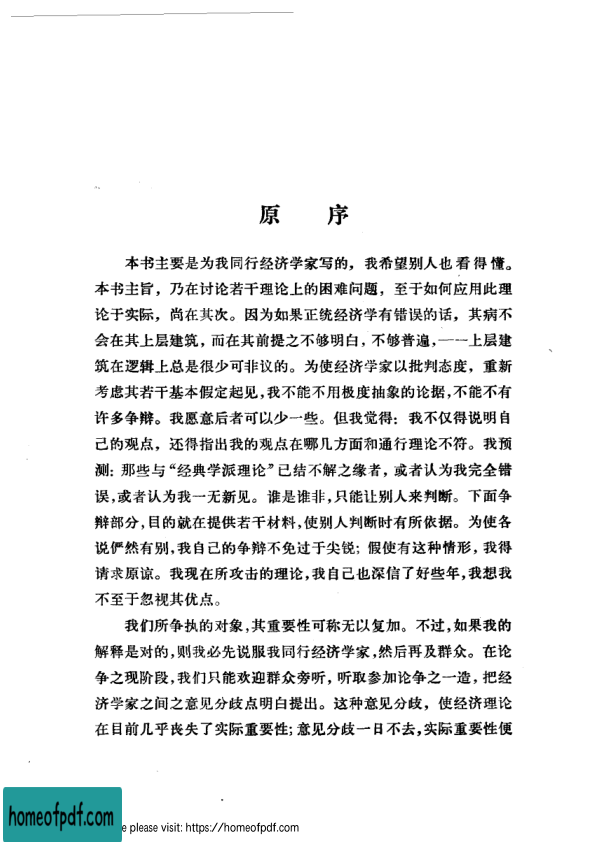 原 序
本书主要是为我同行经济学家写的，我希望别人也看得懂。
本书主旨，乃在讨论若干理论上的困难问题，至于如何应用此理
论于实际，尚在其次。因为如果正统经济学有错误的话，其病不
会在其上层建筑，而在其前提之不够明白，不够普遍，——上层建
筑在逻辑上总是很少可非议的。为使经济学家以批判态度，重新
考虑其若干基本假定起见，我不能不用极度抽象的论据，不能不有
许多争辩。我愿意后者可以少一些。但我觉得：我不仅得说明自
己的观点，还得指出我的观点在哪几方面和通行理论不符。我预
测：那些与“经典学派理论”已结不解之缘者，或者认为我完全错
误，或者认为我一无新见。谁是谁非，只能让别人来判断。下面争
辩部分，目的就在提供若干材料，使别人判断时有所依据。为使各
说俨然有别，我自己的争辩不免过于尖锐；假使有这种情形，我得
请求原谅。我现在所攻击的理论，我自己也深信了好些年，我想我
不至于忽视其优点。
我们所争执的对象，其重要性可称无以复加。不过，如果我的
解释是对的，则我必先说服我同行经济学家，然后再及群众。在论
争之现阶段，我们只能欢迎群众旁听，听取参加论争之一造，把经
济学家之间之意见分歧点明白提出。这种意见分歧，使经济理论
在目前几乎丧失了实际重要性；意见分歧一日不去，实际重要性便
homeofpdf.com
e please visit: https://homeofpdf.com